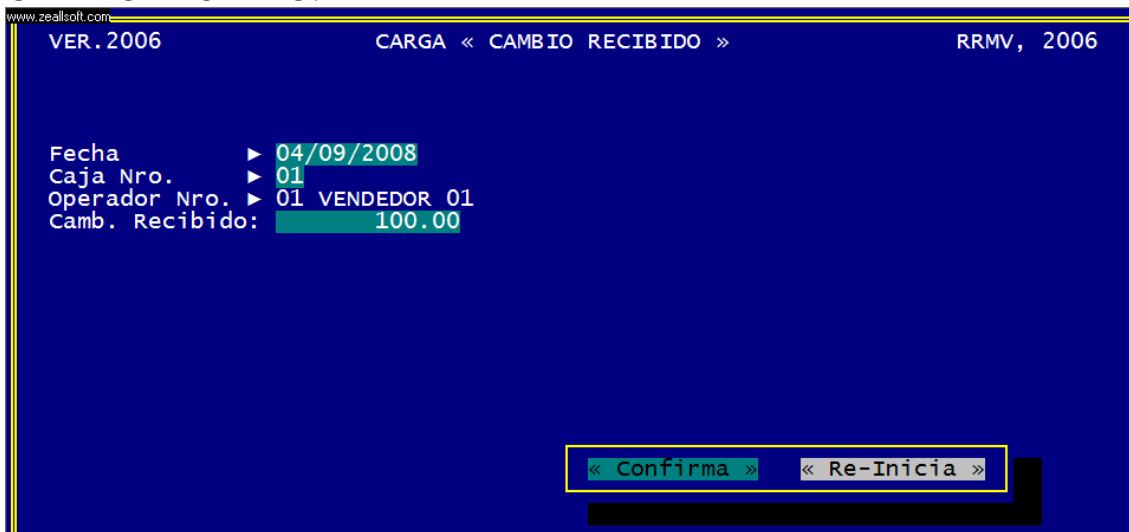 www.zeallsoft.com
VER.2006 CARGA « CAMBIO RECIBIDO » RRMV, 2006
Fecha ► 04/09/2008
Caja Nro. ► 01
Operador Nro. ► 01 VENDEDOR 01
Camb. Recibido: 100.00
« Confirma » « Re-Inicia »